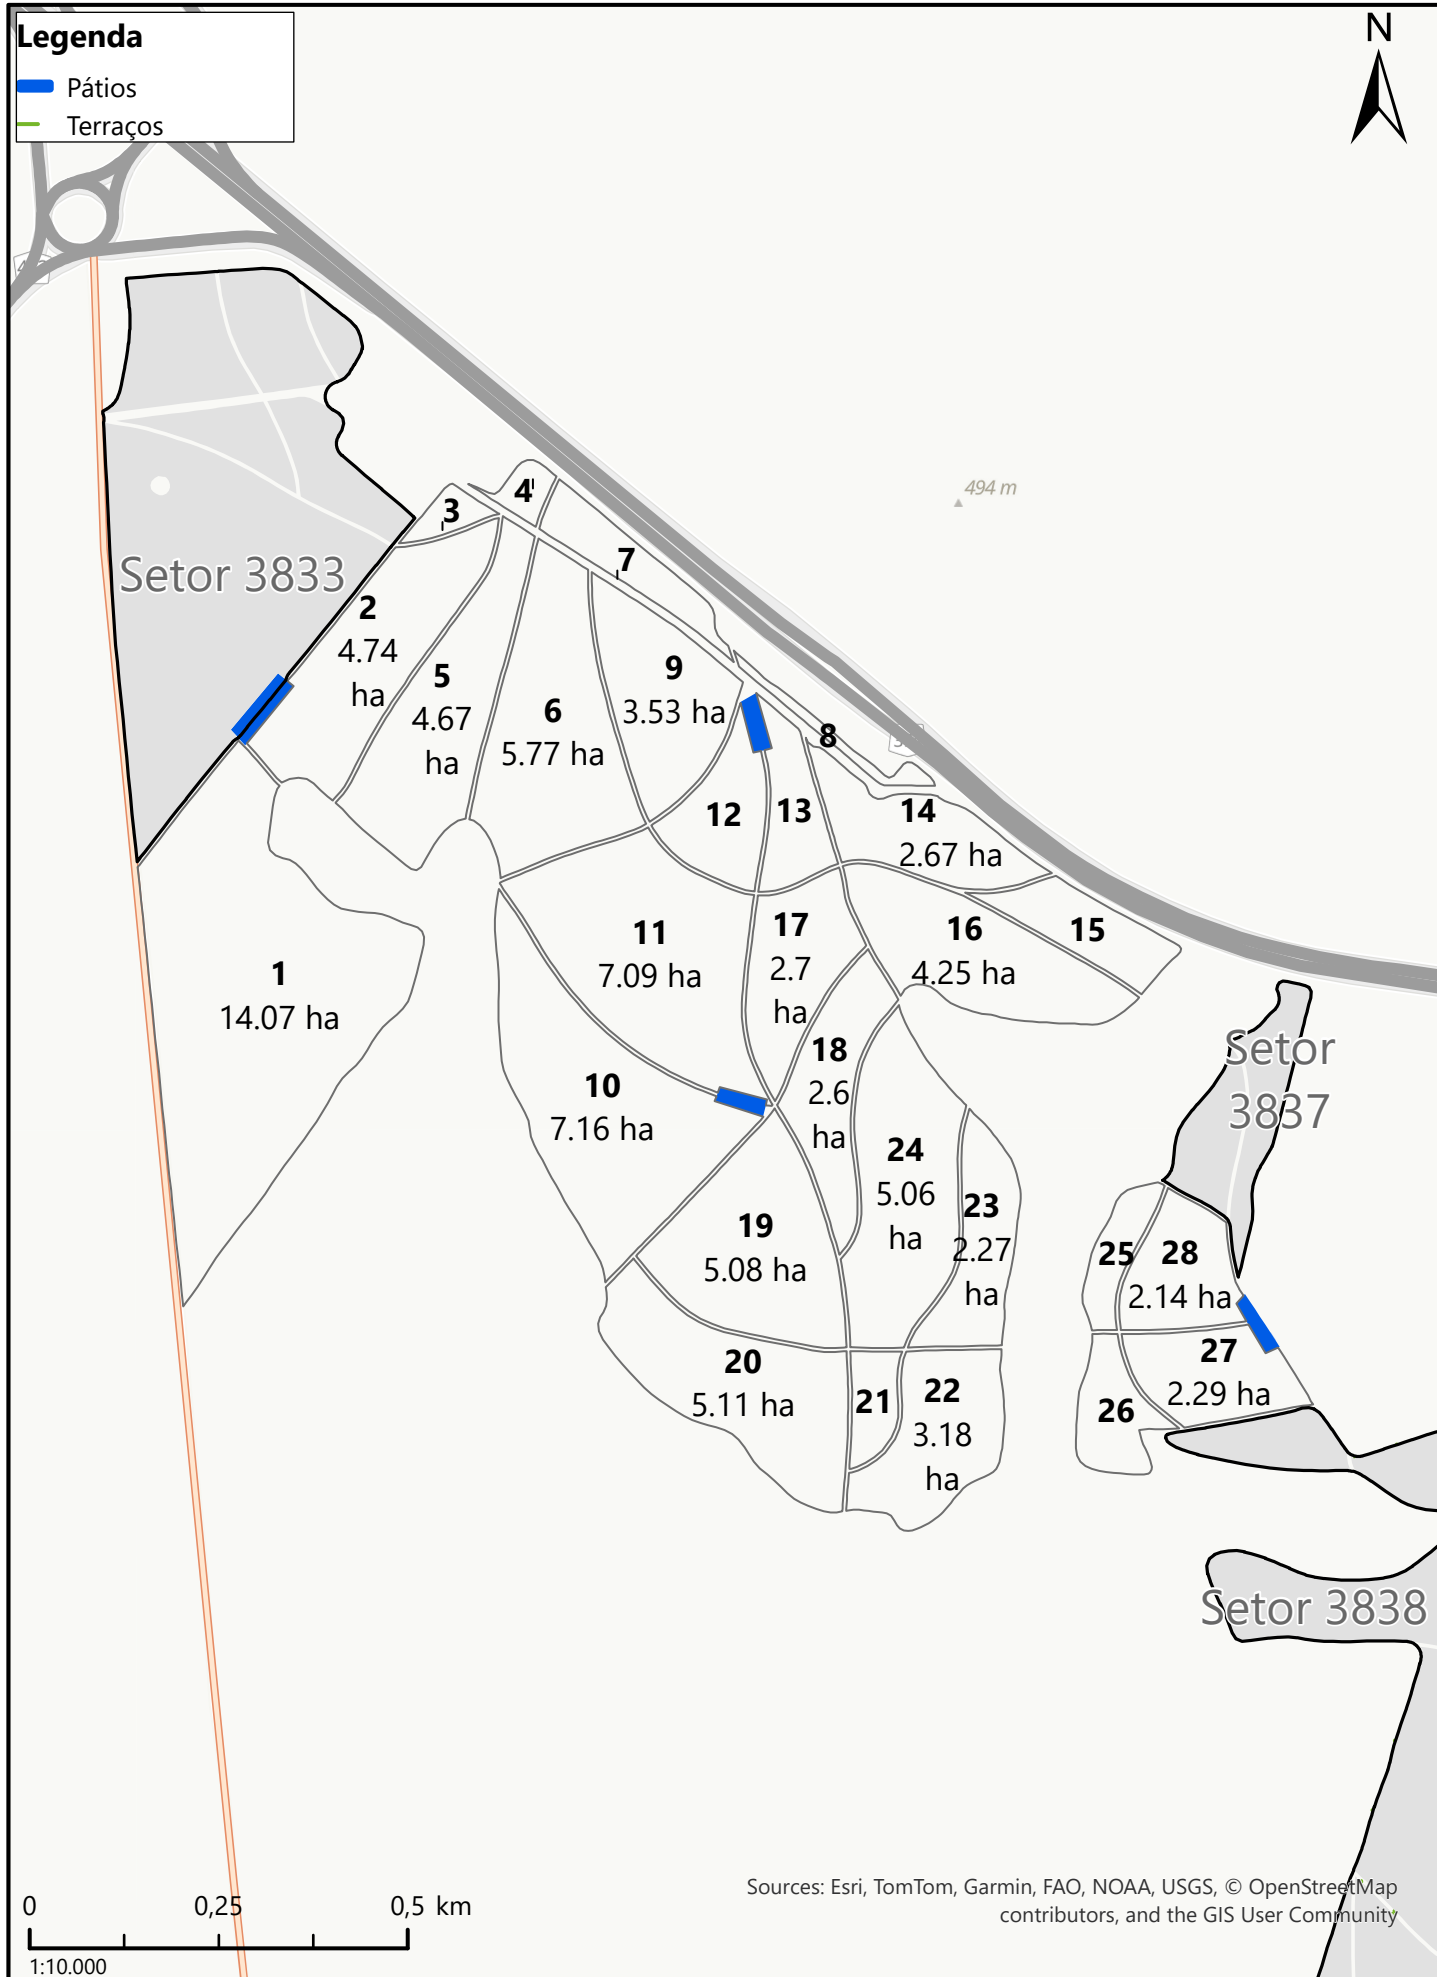 Legenda
Pátios
Terraços
N
494 m
Setor 3833
3
4
7
2
4.74
ha
5
4.67
ha
6
5.77 ha
9
3.53 ha
8
12
13
14
2.67 ha
1
14.07 ha
11
7.09 ha
17
2.7
ha
16
4.25 ha
15
10
7.16 ha
18
2.6
ha
24
5.06
ha
23
2.27
ha
Setor
3837
19
5.08 ha
25
28
2.14 ha
20
5.11 ha
21
22
3.18
ha
26
27
2.29 ha
Setor 3838
0 0,25 0,5 km
1:10.000
Sources: Esri, TomTom, Garmin, FAO, NOAA, USGS, © OpenStreetMap
contributors, and the GIS User Community